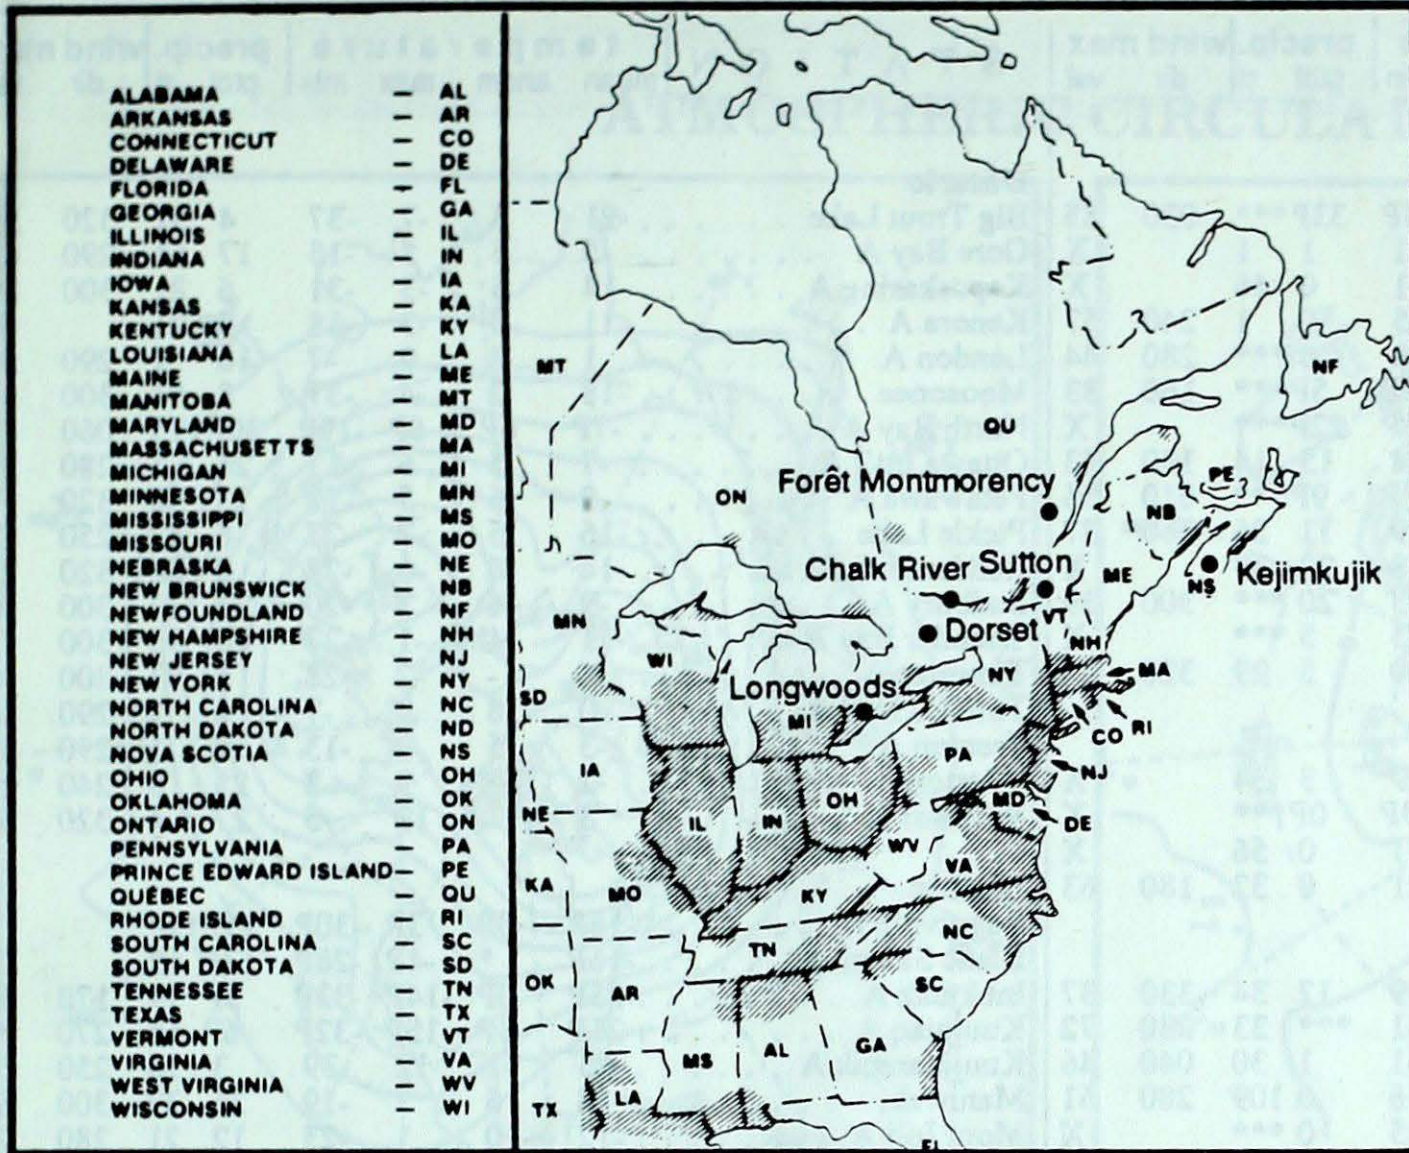 ALABAMA – AL
ARKANSAS – AR
CONNECTICUT – CO
DELAWARE – DE
FLORIDA – FL
GEORGIA – GA
ILLINOIS – IL
INDIANA – IN
IOWA – IA
KANSAS – KA
KENTUCKY – KY
LOUISIANA – LA
MAINE – ME
MANITOBA – MT
MARYLAND – MD
MASSACHUSETTS – MA
MICHIGAN – MI
MINNESOTA – MN
MISSISSIPPI – MS
MISSOURI – MO
NEBRASKA – NE
NEW BRUNSWICK – NB
NEWFOUNDLAND – NF
NEW HAMPSHIRE – NH
NEW JERSEY – NJ
NEW YORK – NY
NORTH CAROLINA – NC
NORTH DAKOTA – ND
NOVA SCOTIA – NS
OHIO – OH
OKLAHOMA – OK
ONTARIO – ON
PENNSYLVANIA – PA
PRINCE EDWARD ISLAND – PE
QUÉBEC – QU
RHODE ISLAND – RI
SOUTH CAROLINA – SC
SOUTH DAKOTA – SD
TENNESSEE – TN
TEXAS – TX
VERMONT – VT
VIRGINIA – VA
WEST VIRGINIA – WV
WISCONSIN – WI
MT
NF
QU
PE
Forêt Montmorency
ON
NB
Chalk River
Sutton
ME
NS
Kejimkujik
MN
VT
Dorset
NH
WI
NY
MA
SD
Longwoods
MI
CO
RI
IA
PA
NJ
NE
OH
MD
IL
IN
DE
WV
VA
KA
MO
KY
NC
TN
OK
AR
SC
MS
AL
GA
LA
TX
FL